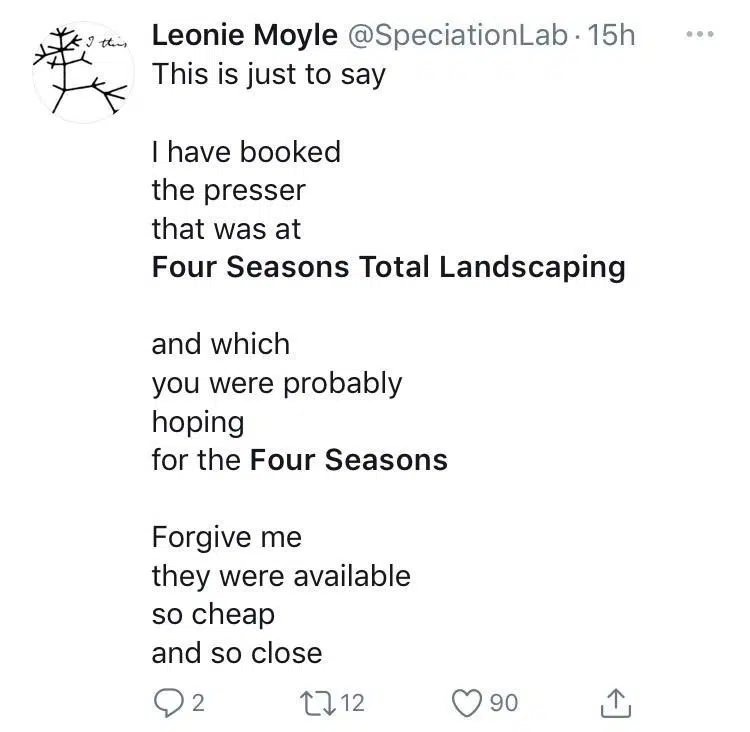 I think
Leonie Moyle @SpeciationLab · 15h
This is just to say
I have booked
the presser
that was at
Four Seasons Total Landscaping
and which
you were probably
hoping
for the Four Seasons
Forgive me
they were available
so cheap
and so close
2 12 90